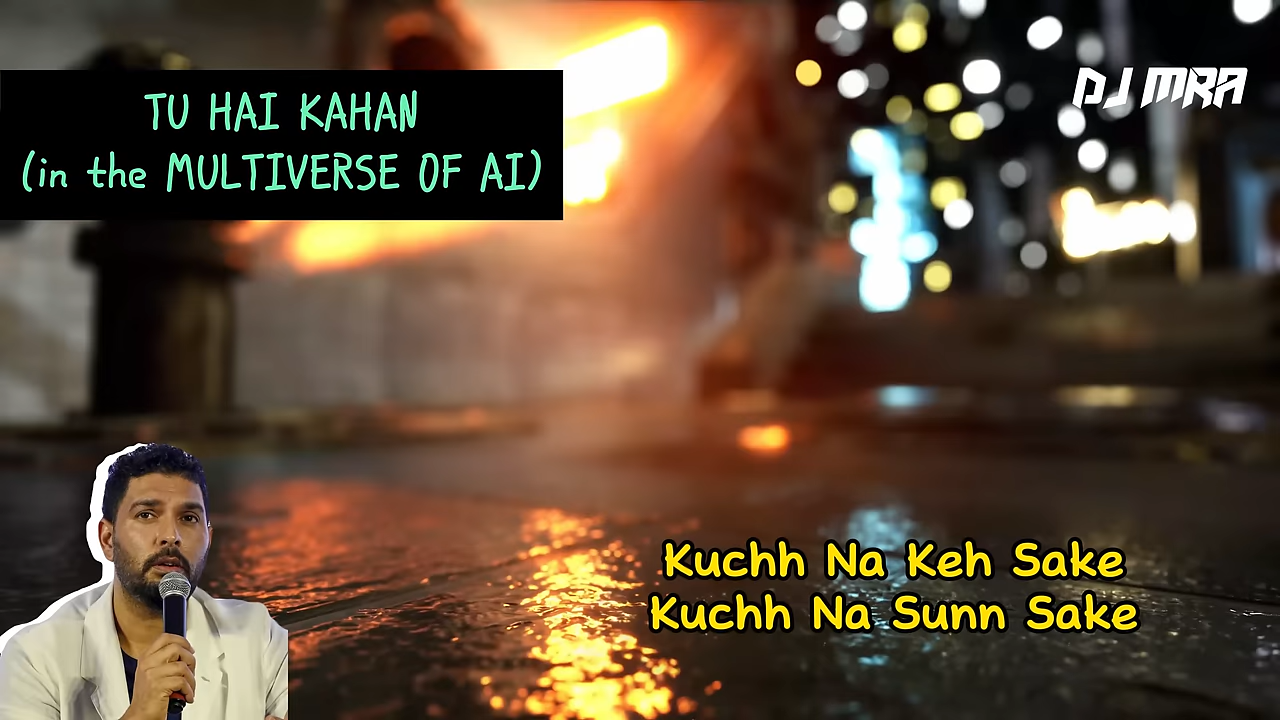 TU HAI KAHAN
(in the MULTIVERSE OF AI)
DJ MRA
Kuchh Na Keh Sake
Kuchh Na Sunn Sake